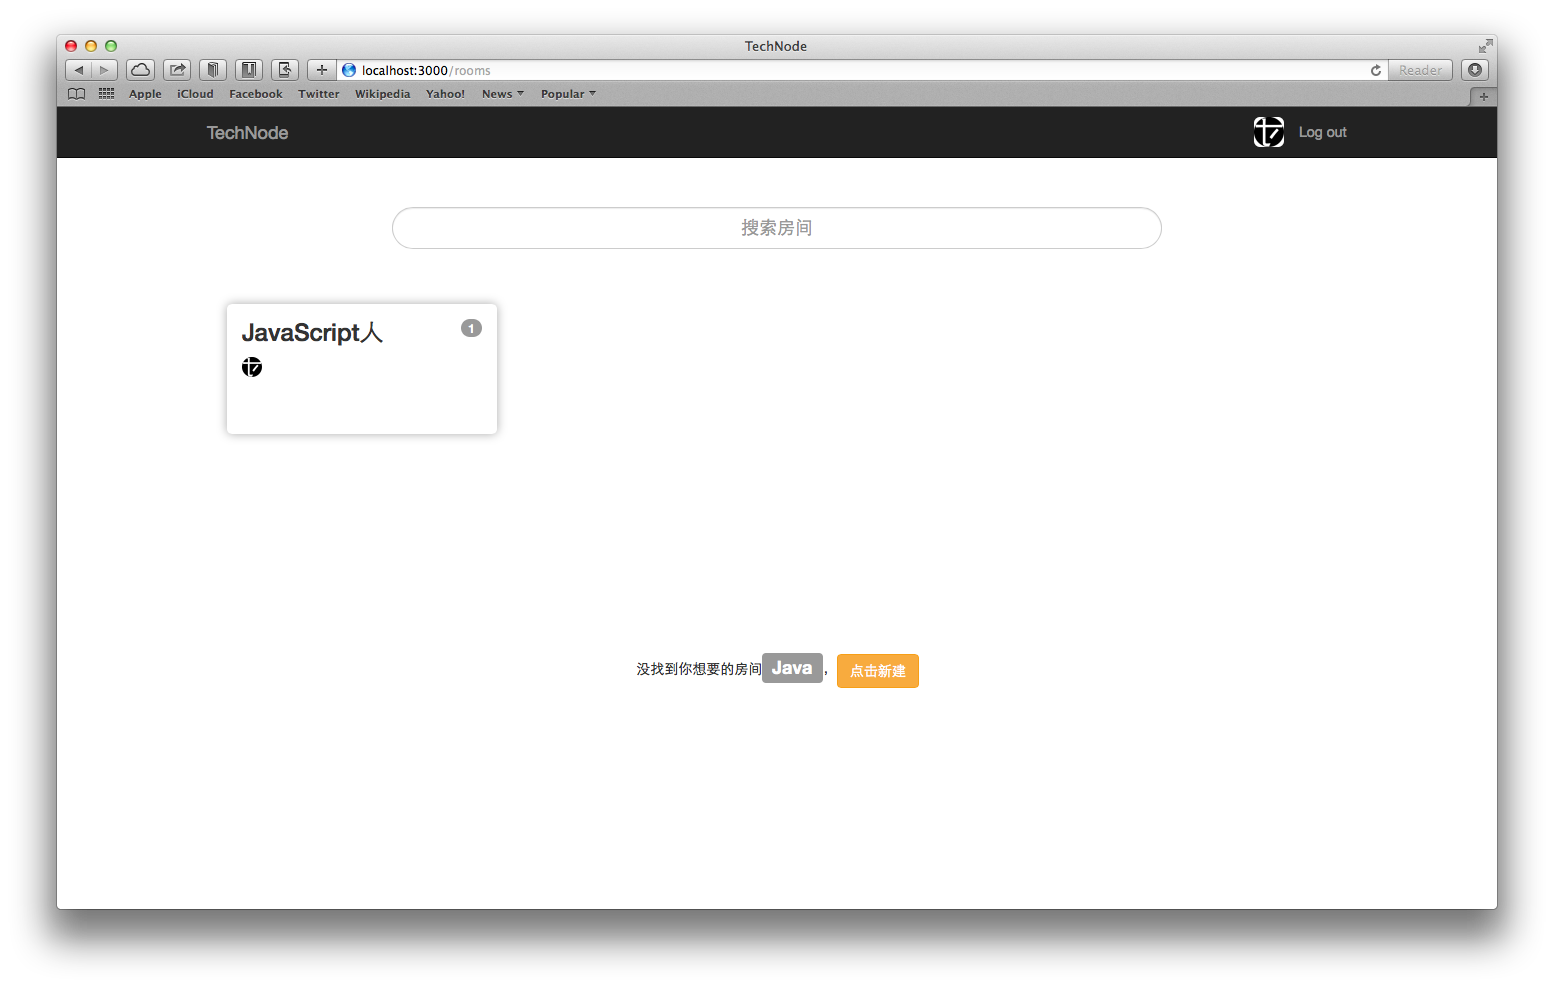 TechNode
localhost:3000/rooms
Reader
Apple iCloud Facebook Twitter Wikipedia Yahoo! News Popular
TechNode
Log out
搜索房间
JavaScript人
1
没找到你想要的房间 Java ， 点击新建